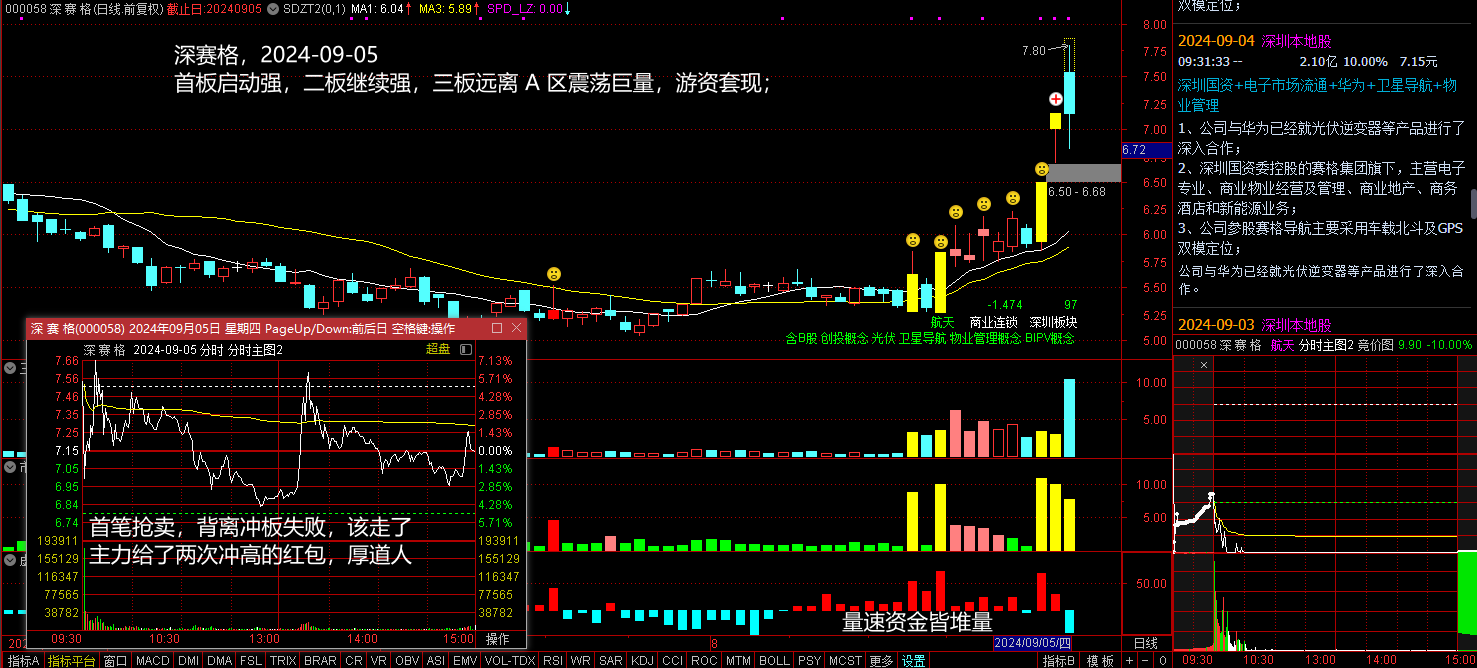 000058 深 赛 格(日线.前复权) 截止日:20240905 SDZT2(0,1) MA1: 6.04↑ MA3: 5.89↑ SPD_LZ: 0.00↓
深赛格，2024-09-05
首板启动强，二板继续强，三板远离 A 区震荡巨量，游资套现；
7.80
8.00
7.75
7.50
7.25
7.00
6.72
6.50
6.25
6.00
5.75
5.50
5.25
5.00
6.50 - 6.68
-1.474
97
航天 商业连锁 深圳板块
含B股 创投概念 光伏 卫星导航 物业管理概念 BIPV概念
10.00
5.00
10.00
5.00
50.00
量速资金皆堆量
8
2024/09/05/四
日线
深 赛 格(000058) 2024年09月05日 星期四 PageUp/Down:前后日 空格键:操作
深 赛 格 2024-09-05 分时 分时主图2 超盘
7.66 7.13%
7.56 5.71%
7.46 4.28%
7.35 2.85%
7.25 1.43%
7.15 0.00%
7.05 1.43%
6.95 2.85%
6.84 4.28%
6.74 5.71%
首笔抢卖，背离冲板失败，该走了
主力给了两次冲高的红包，厚道人
193911 193911
155129 155129
116347 116347
77565 77565
38782 38782
09:30 10:30 13:00 14:00 15:00 操作
指标A 指标平台 窗口 MACD DMI DMA FSL TRIX BRAR CR VR OBV ASI EMV VOL-TDX RSI WR SAR KDJ CCI ROC MTM BOLL PSY MCST 更多 设置 指标B 模 板 + − 0
双模定位；
2024-09-04 深圳本地股
09:31:33 -- 2.10亿 10.00% 7.15元
深圳国资+电子市场流通+华为+卫星导航+物
业管理
1、公司与华为已经就光伏逆变器等产品进行了
深入合作；
2、深圳国资委控股的赛格集团旗下，主营电子
专业、商业物业经营及管理、商业地产、商务
酒店和新能源业务；
3、公司参股赛格导航主要采用车载北斗及GPS
双模定位；
公司与华为已经就光伏逆变器等产品进行了深入合
作。
2024-09-03 深圳本地股
000058 深 赛 格 航天 分时主图2 竞价图 9.90 -10.00%
09:30 10:30 13:00 14:00 15:00